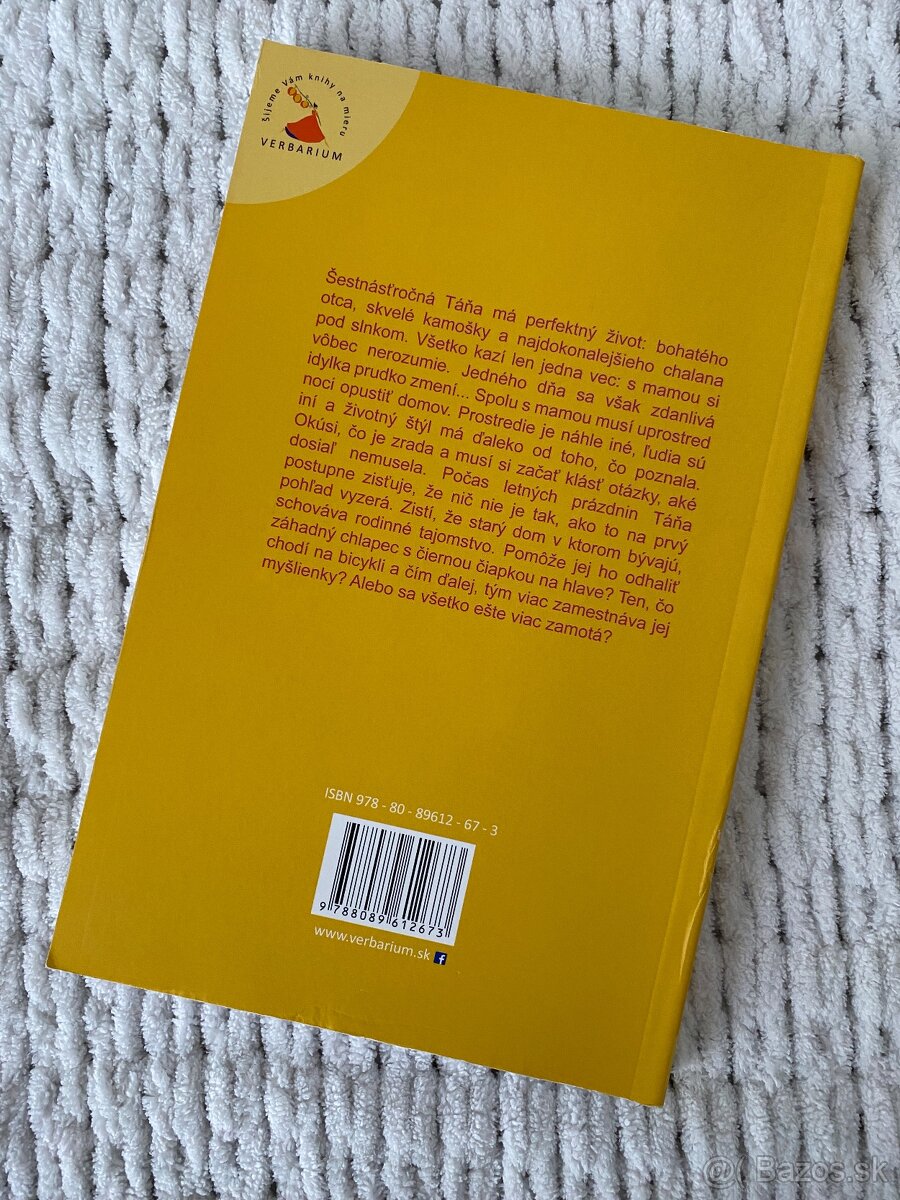 Šijeme Vám knihy na mieru
VERBARIUM
Šestnásťročná Táňa má perfektný život: bohatého
otca, skvelé kamošky a najdokonalejšieho chalana
pod slnkom. Všetko kazí len jedna vec: s mamou si
vôbec nerozumie. Jedného dňa sa však zdanlivá
idylka prudko zmení... Spolu s mamou musí uprostred
noci opustiť domov. Prostredie je náhle iné, ľudia sú
iní a životný štýl má ďaleko od toho, čo poznala.
Okúsi, čo je zrada a musí si začať klásť otázky, aké
dosiaľ nemusela. Počas letných prázdnin Táňa
postupne zisťuje, že nič nie je tak, ako to na prvý
pohľad vyzerá. Zistí, že starý dom v ktorom bývajú,
schováva rodinné tajomstvo. Pomôže jej ho odhaliť
záhadný chlapec s čiernou čiapkou na hlave? Ten, čo
chodí na bicykli a čím ďalej, tým viac zamestnáva jej
myšlienky? Alebo sa všetko ešte viac zamotá?
ISBN 978 - 80 - 89612 - 67 - 3
9 788089 612673
www.verbarium.sk f
@ Bazos.sk